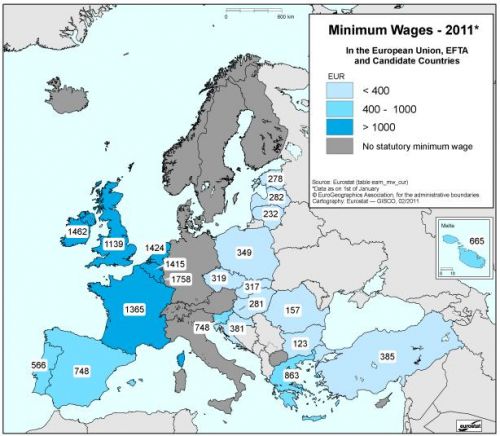 0 600 km
Minimum Wages - 2011*
In the European Union, EFTA
and Candidate Countries
EUR
< 400
400 - 1000
> 1000
No statutory minimum wage
Source: Eurostat (table earn_mw_cur)
*Data as on 1st of January
© EuroGeographics Association, for the administrative boundaries
Cartography: Eurostat — GISCO, 02/2011
278
282
232
Malta
665
1462
1139
1424
1415
1758
349
319
317
281
1365
157
748
381
123
566
748
863
385
eurostat